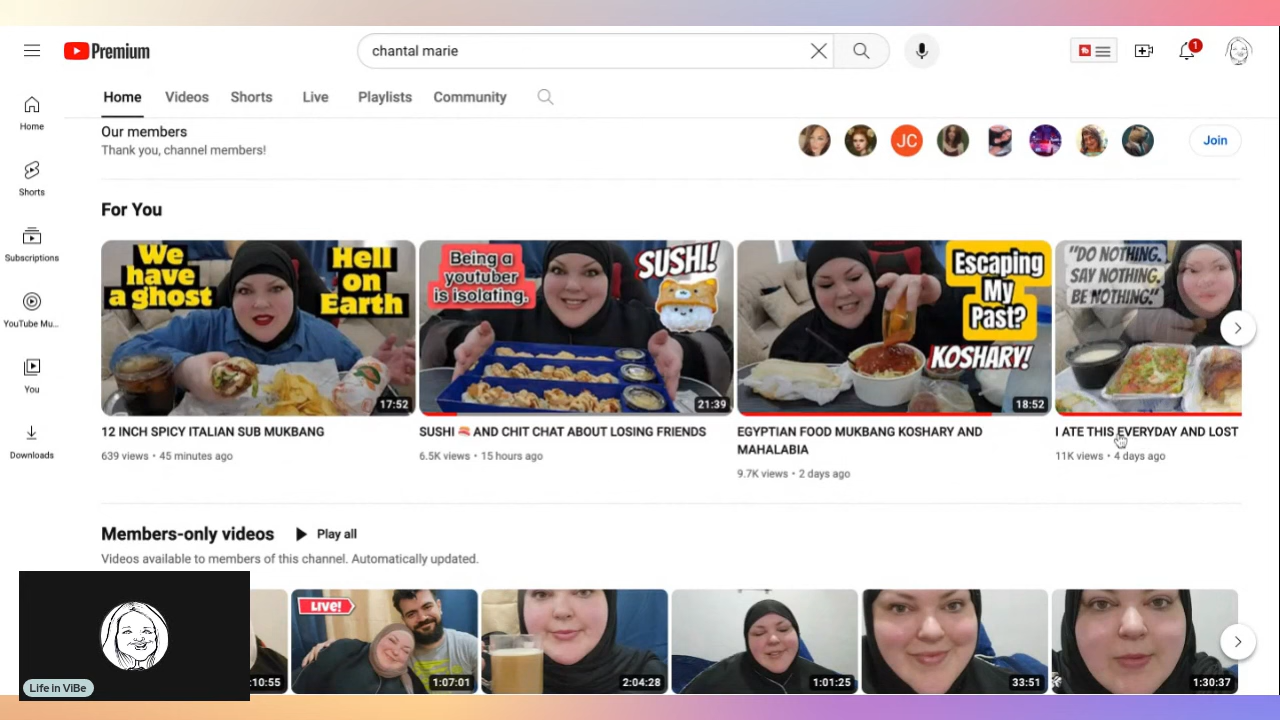 Premium
chantal marie
1
Home
Videos
Shorts
Live
Playlists
Community
Home
Shorts
Subscriptions
YouTube Mu...
You
Downloads
Our members
Thank you, channel members!
JC
Join
For You
We
have
a ghost
Hell
on
Earth
17:52
Being a
youtuber
is isolating.
SUSHI!
21:39
Escaping
My
Past?
KOSHARY!
18:52
"DO NOTHING.
SAY NOTHING.
BE NOTHING."
12 INCH SPICY ITALIAN SUB MUKBANG
639 views • 45 minutes ago
SUSHI 🍣 AND CHIT CHAT ABOUT LOSING FRIENDS
6.5K views • 15 hours ago
EGYPTIAN FOOD MUKBANG KOSHARY AND
MAHALABIA
9.7K views • 2 days ago
I ATE THIS EVERYDAY AND LOST
11K views • 4 days ago
Members-only videos
Play all
Videos available to members of this channel. Automatically updated.
:10:55
LIVE!
1:07:01
2:04:28
1:01:25
33:51
1:30:37
Life in ViBe